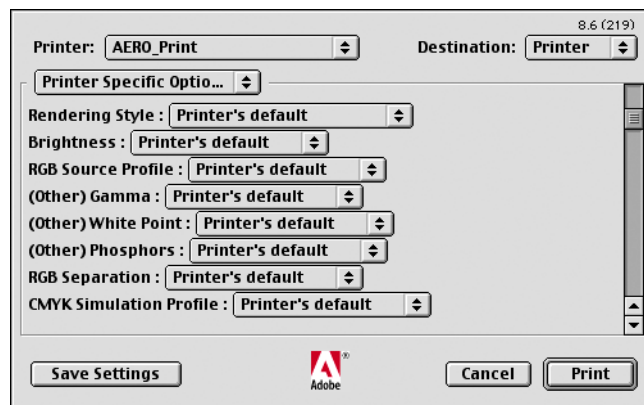 8.6 (219)
Printer: AERO_Print Destination: Printer
Printer Specific Optio...
Rendering Style : Printer's default
Brightness : Printer's default
RGB Source Profile : Printer's default
(Other) Gamma : Printer's default
(Other) White Point : Printer's default
(Other) Phosphors : Printer's default
RGB Separation : Printer's default
CMYK Simulation Profile : Printer's default
Save Settings Adobe® Cancel Print